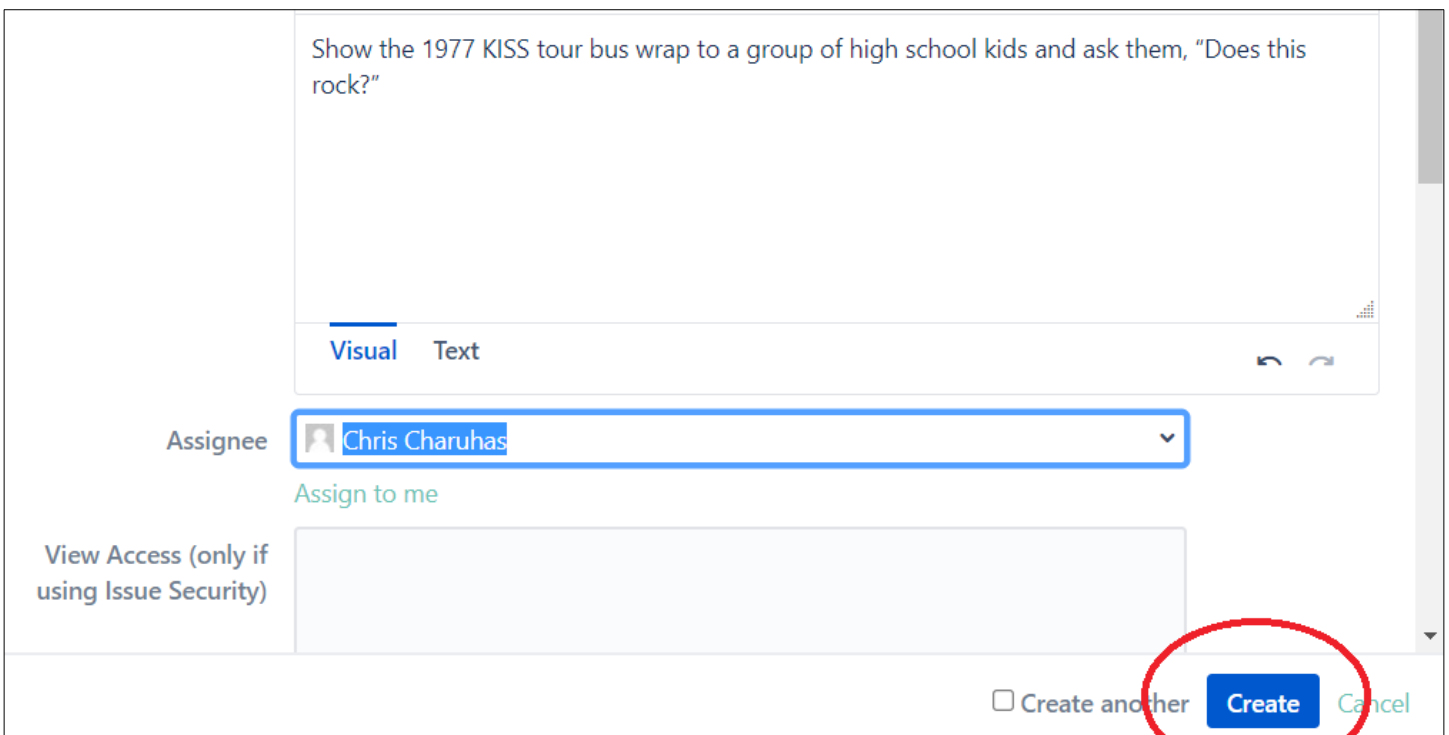 Show the 1977 KISS tour bus wrap to a group of high school kids and ask them, “Does this
rock?”
Visual Text
Assignee Chris Charuhas
Assign to me
View Access (only if
using Issue Security)
Create another Create Cancel